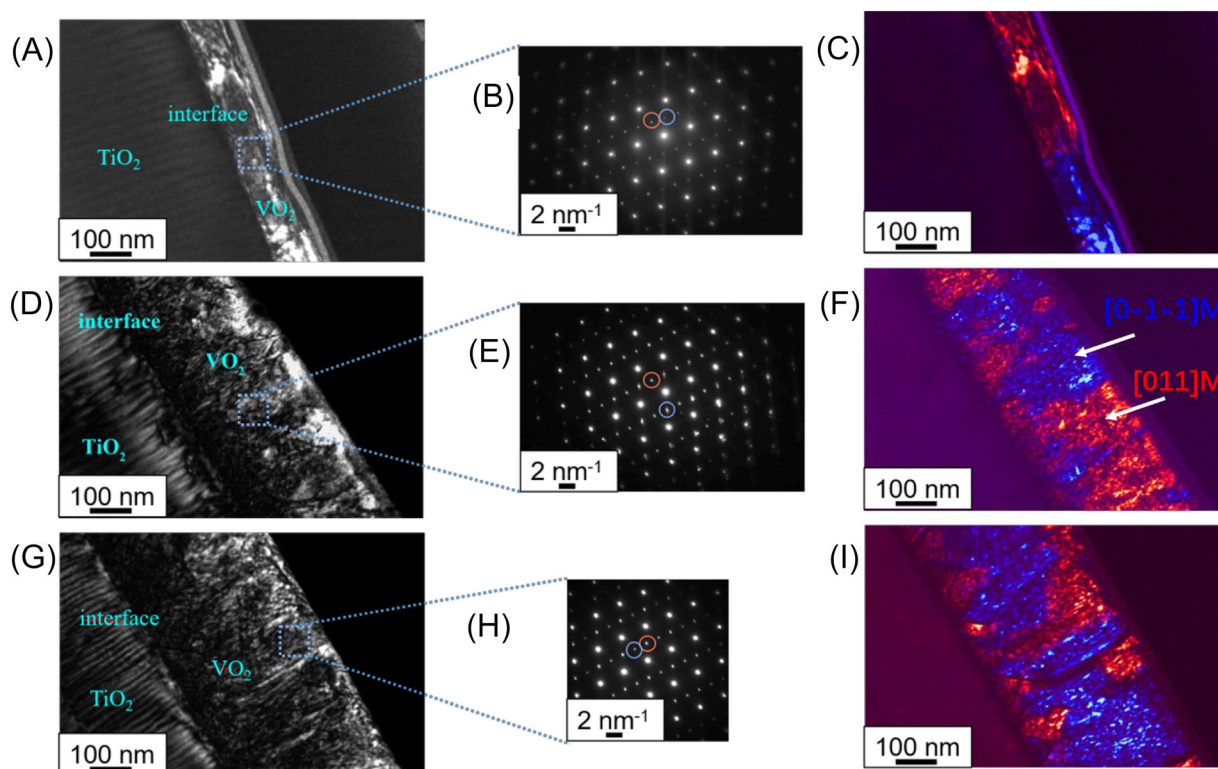 (A)
interface
TiO₂
VO₂
100 nm
(B)
2 nm⁻¹
(C)
100 nm
(D)
interface
VO₂
TiO₂
100 nm
(E)
2 nm⁻¹
(F)
[0-1-1]M
[011]M
100 nm
(G)
interface
VO₂
TiO₂
100 nm
(H)
2 nm⁻¹
(I)
100 nm